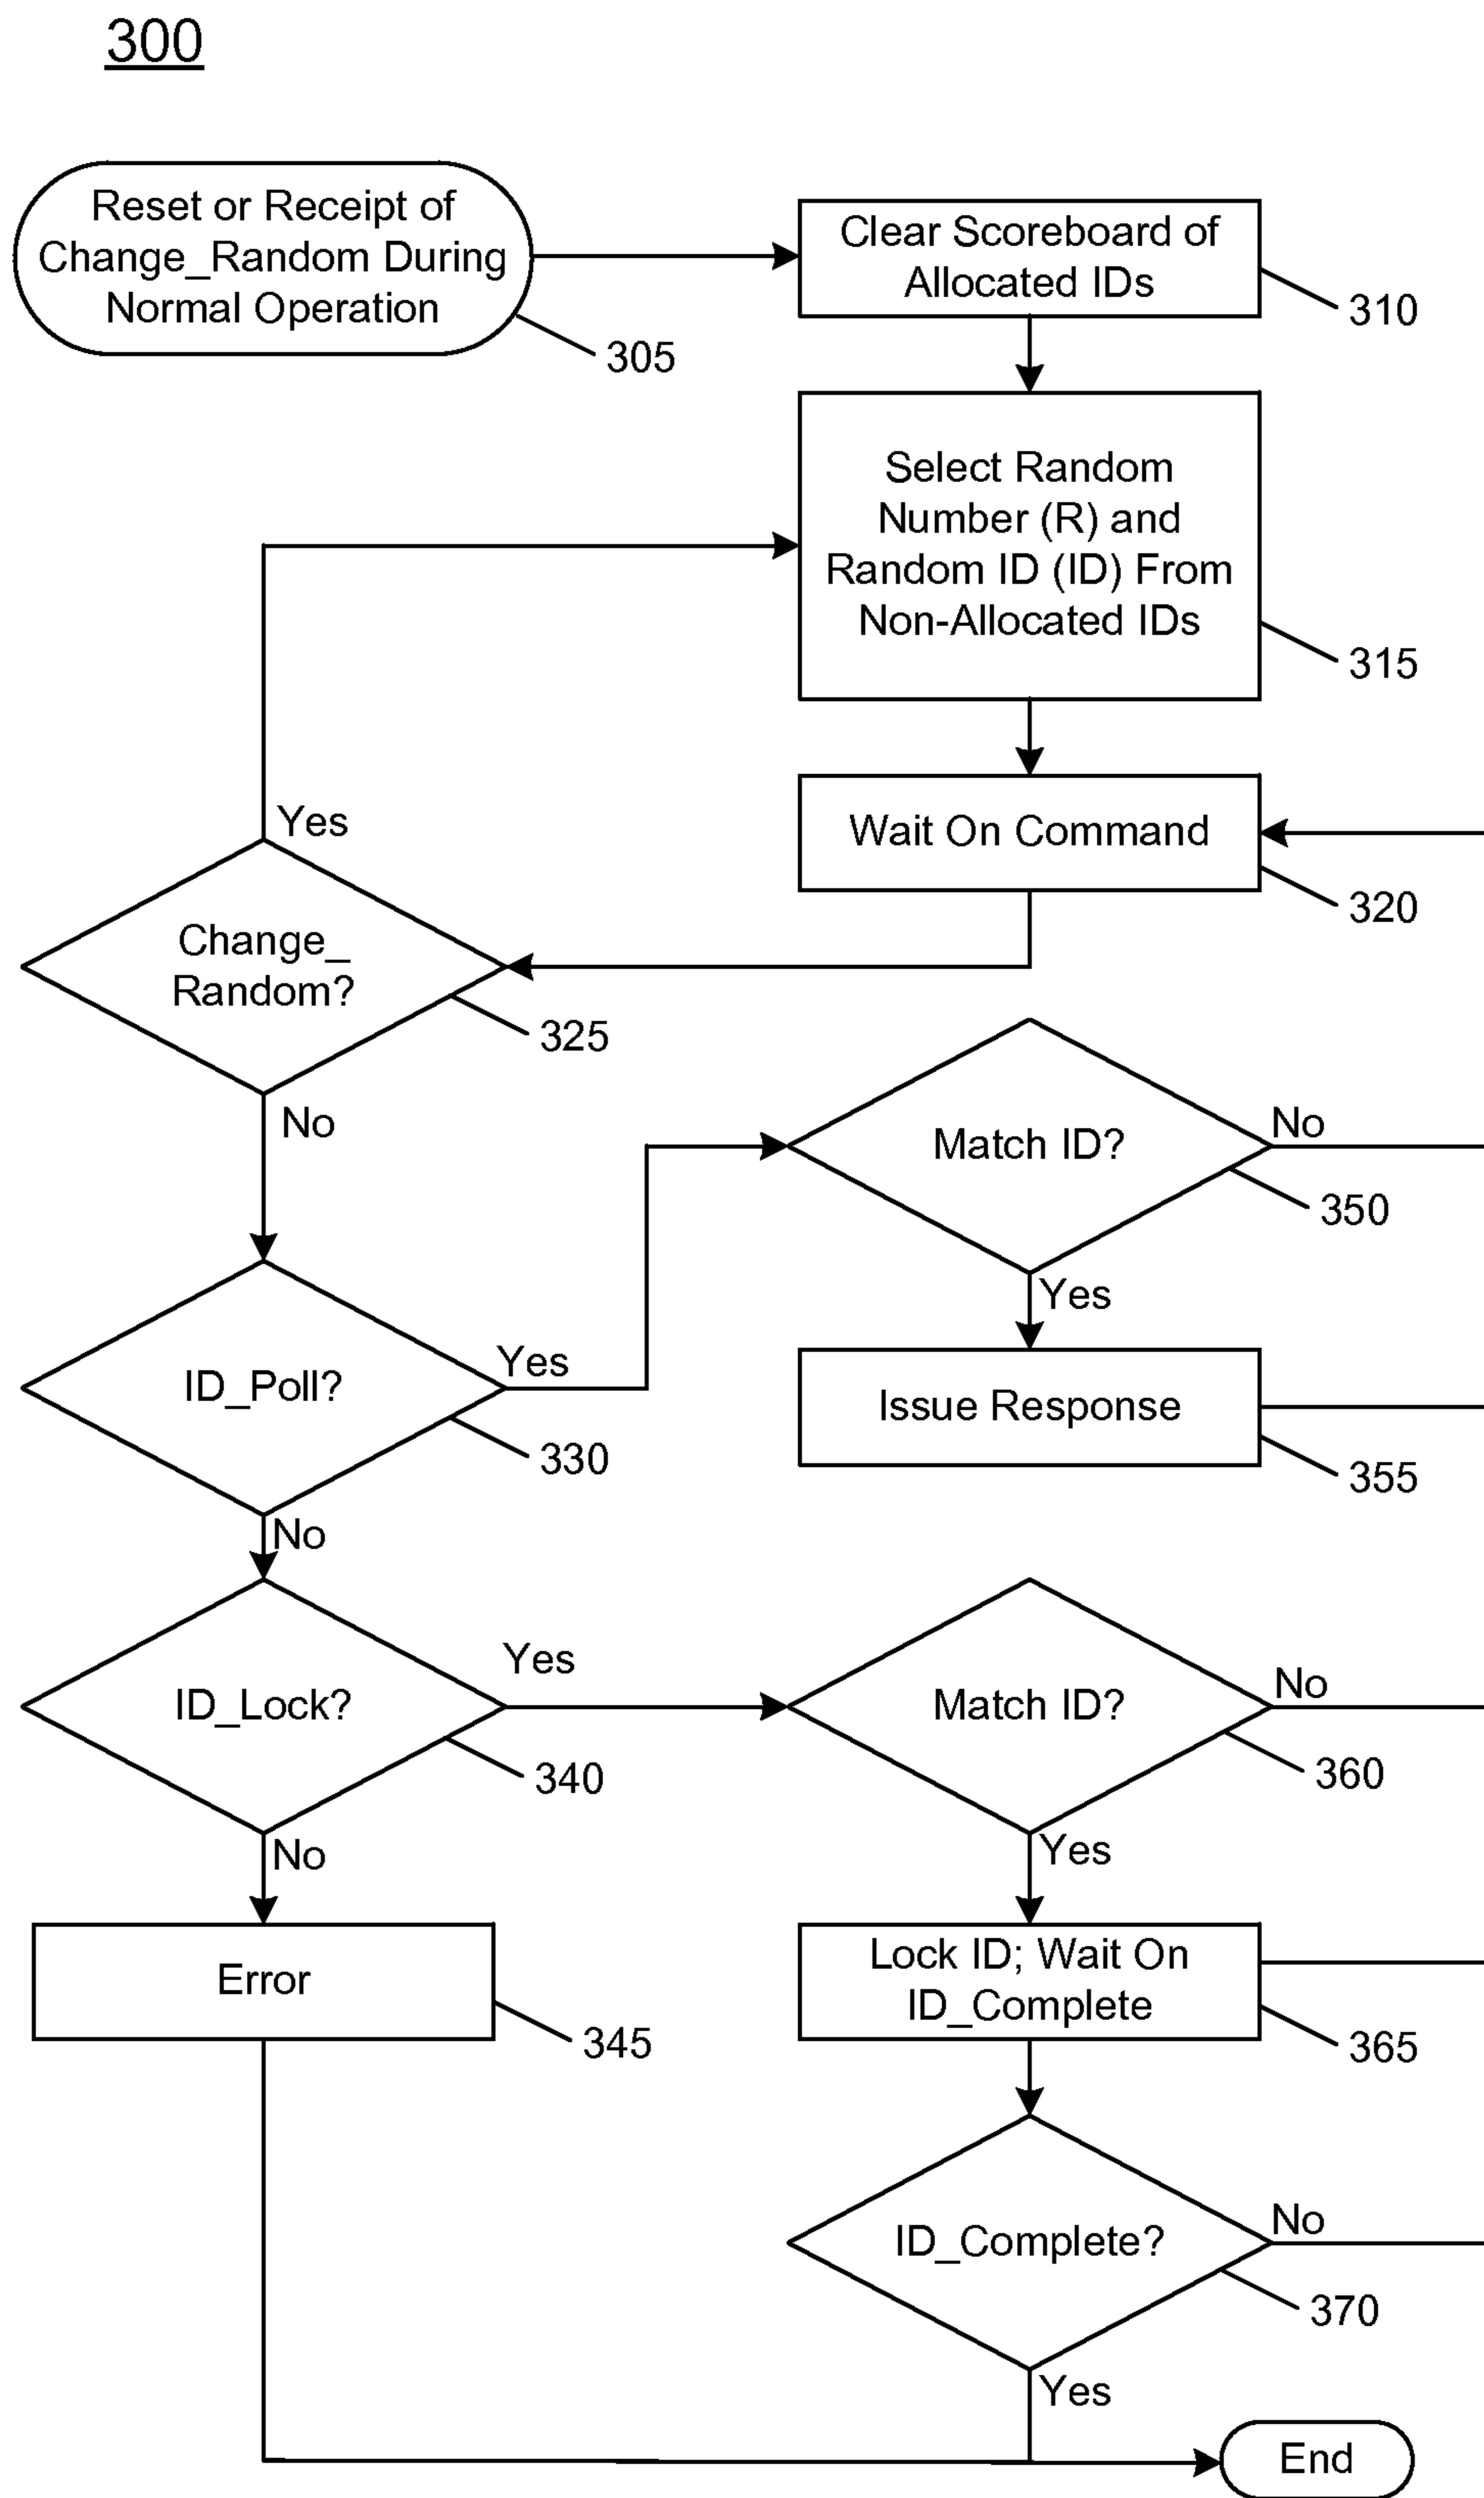 300
Reset or Receipt of
Change_Random During
Normal Operation
305
Clear Scoreboard of
Allocated IDs
310
Select Random
Number (R) and
Random ID (ID) From
Non-Allocated IDs
315
Wait On Command
320
Yes
Change_
Random?
325
No
ID_Poll?
Yes
330
No
Match ID?
No
350
Yes
Issue Response
355
ID_Lock?
Yes
340
No
Match ID?
No
360
Yes
Error
345
Lock ID; Wait On
ID_Complete
365
ID_Complete?
No
370
Yes
End